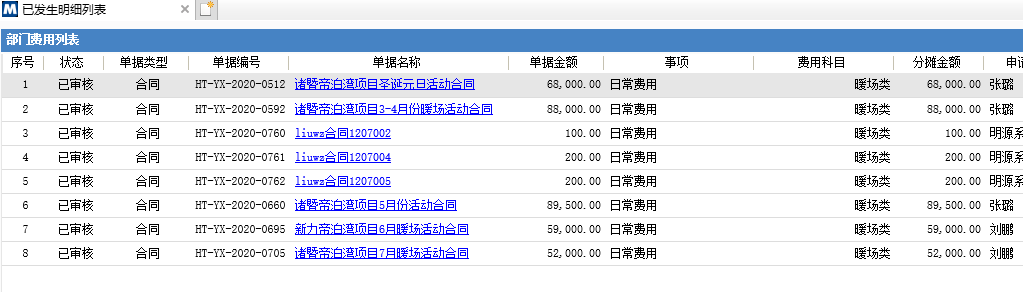 M 已发生明细列表
部门费用列表
序号 状态 单据类型 单据编号 单据名称 单据金额 事项 费用科目 分摊金额 申请
1 已审核 合同 HT-YX-2020-0512 诸暨帝泊湾项目圣诞元旦活动合同 68,000.00 日常费用 暖场类 68,000.00 张璐
2 已审核 合同 HT-YX-2020-0592 诸暨帝泊湾项目3-4月份暖场活动合同 88,000.00 日常费用 暖场类 88,000.00 张璐
3 已审核 合同 HT-YX-2020-0760 liuwz合同1207002 100.00 日常费用 暖场类 100.00 明源系
4 已审核 合同 HT-YX-2020-0761 liuwz合同1207004 200.00 日常费用 暖场类 200.00 明源系
5 已审核 合同 HT-YX-2020-0762 liuwz合同1207005 200.00 日常费用 暖场类 200.00 明源系
6 已审核 合同 HT-YX-2020-0660 诸暨帝泊湾项目5月份活动合同 89,500.00 日常费用 暖场类 89,500.00 张璐
7 已审核 合同 HT-YX-2020-0695 新力帝泊湾项目6月暖场活动合同 59,000.00 日常费用 暖场类 59,000.00 刘鹏
8 已审核 合同 HT-YX-2020-0705 诸暨帝泊湾项目7月暖场活动合同 52,000.00 日常费用 暖场类 52,000.00 刘鹏